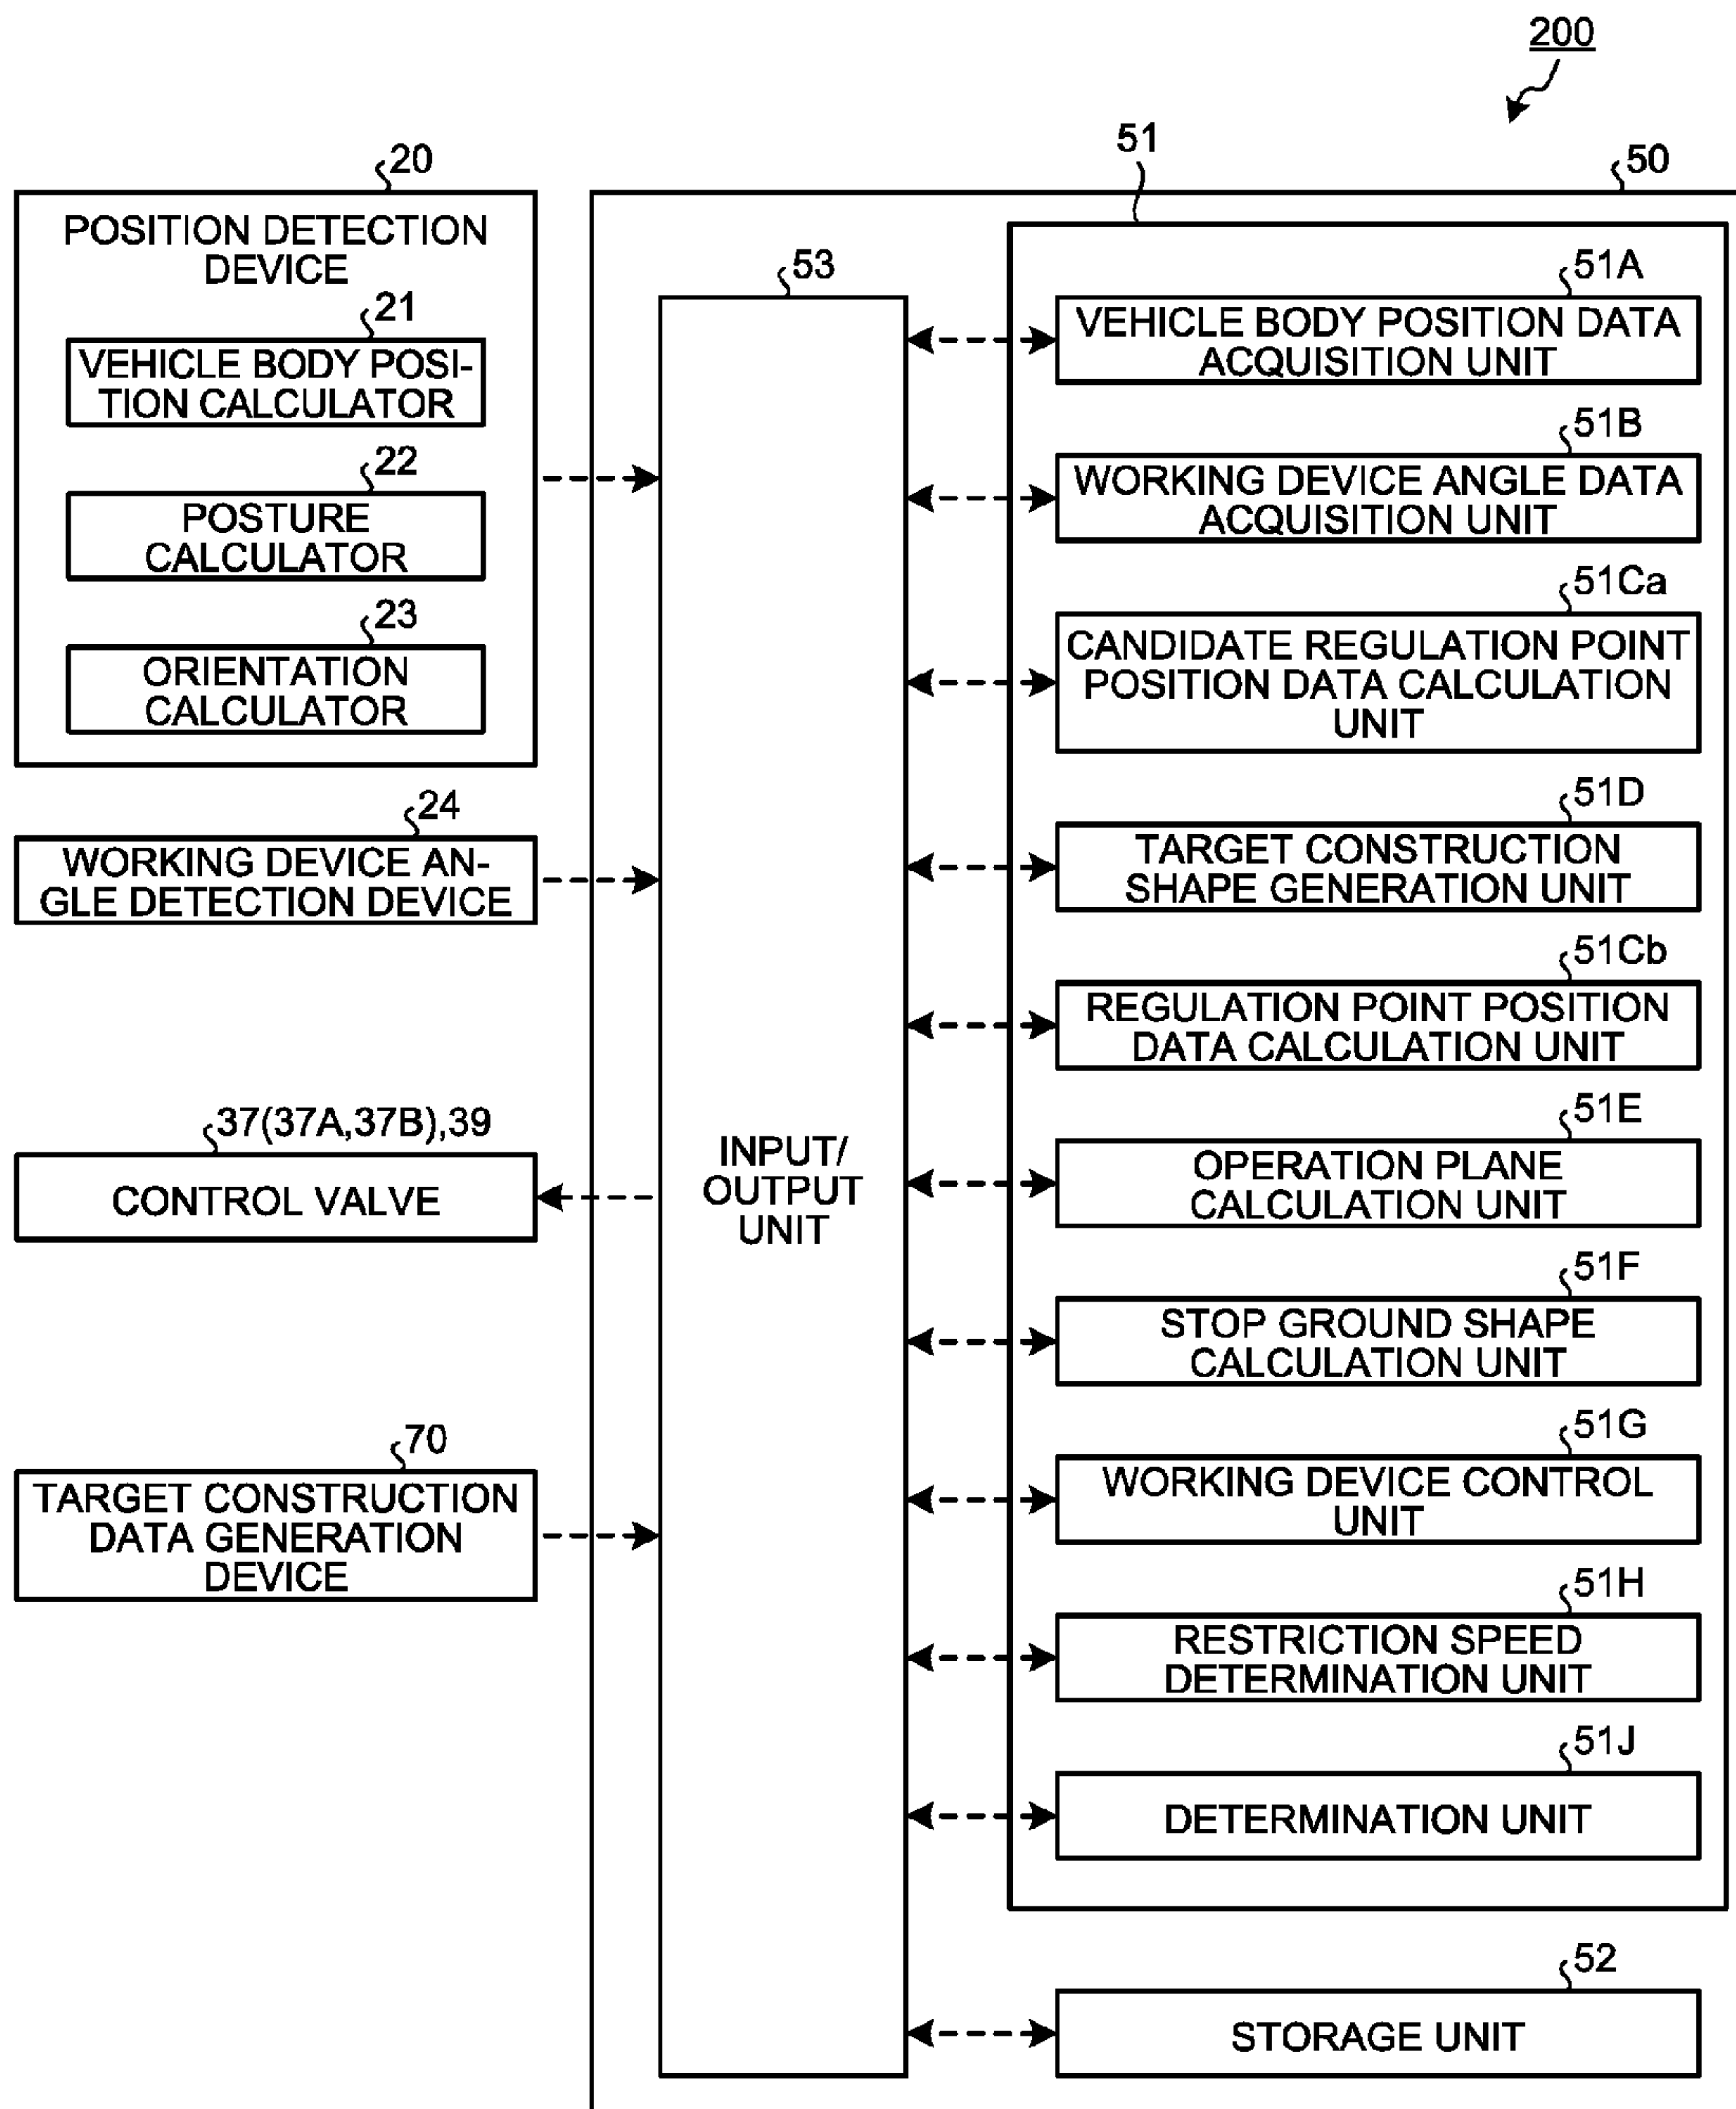 200
20
POSITION DETECTION
DEVICE
21
VEHICLE BODY POSI-
TION CALCULATOR
22
POSTURE
CALCULATOR
23
ORIENTATION
CALCULATOR
24
WORKING DEVICE AN-
GLE DETECTION DEVICE
37(37A,37B),39
CONTROL VALVE
70
TARGET CONSTRUCTION
DATA GENERATION
DEVICE
50
53
INPUT/
OUTPUT
UNIT
51
51A
VEHICLE BODY POSITION DATA
ACQUISITION UNIT
51B
WORKING DEVICE ANGLE DATA
ACQUISITION UNIT
51Ca
CANDIDATE REGULATION POINT
POSITION DATA CALCULATION
UNIT
51D
TARGET CONSTRUCTION
SHAPE GENERATION UNIT
51Cb
REGULATION POINT POSITION
DATA CALCULATION UNIT
51E
OPERATION PLANE
CALCULATION UNIT
51F
STOP GROUND SHAPE
CALCULATION UNIT
51G
WORKING DEVICE CONTROL
UNIT
51H
RESTRICTION SPEED
DETERMINATION UNIT
51J
DETERMINATION UNIT
52
STORAGE UNIT